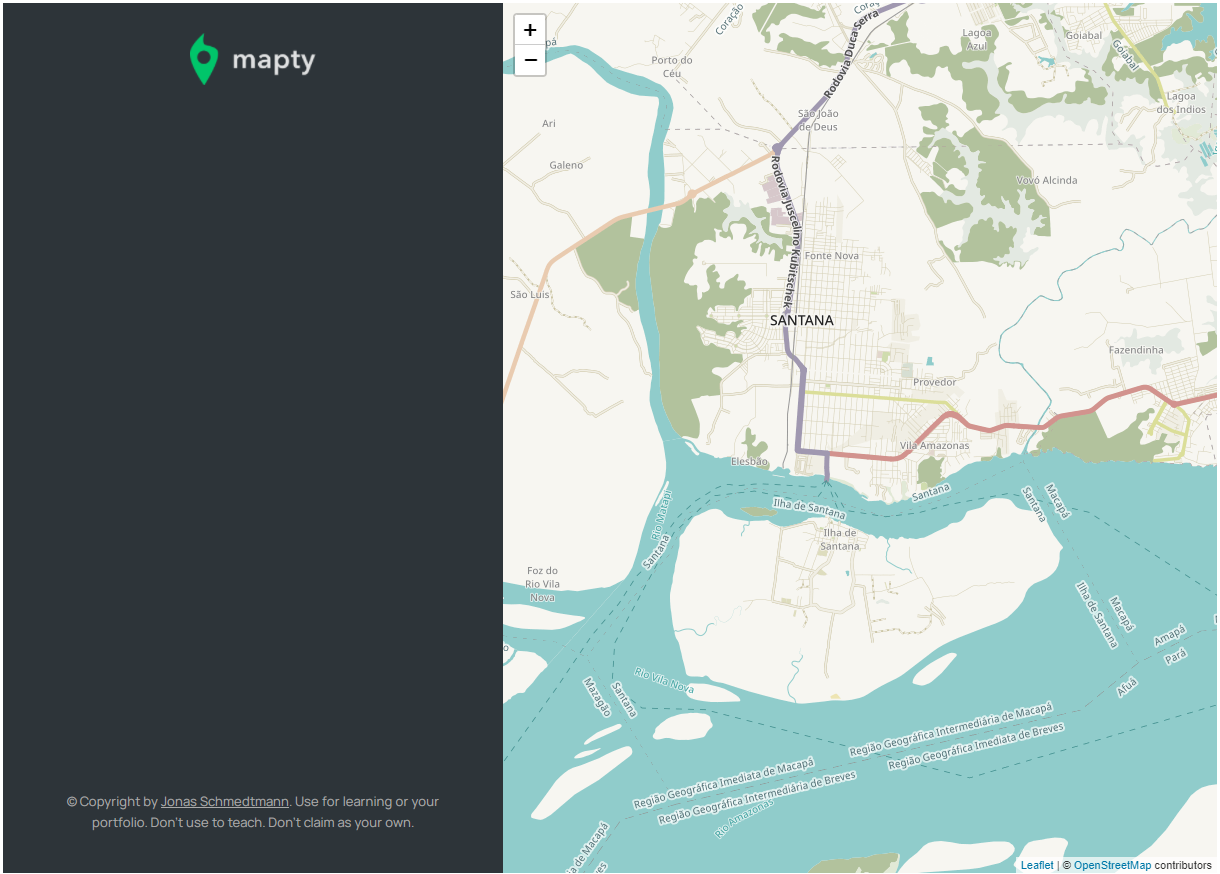 mapty
© Copyright by Jonas Schmedtmann. Use for learning or your
portfolio. Don't use to teach. Don't claim as your own.
+
−
Coração
Coraç
Rodovia Duca Serra
Lagoa
Azul
Goiabal
Goiabal
Porto do
Céu
Lagoa
dos Indios
São João
de Deus
Ari
Galeno
Vovó Alcinda
Rodovia Juscelino Kubitschek
Fonte Nova
São Luis
SANTANA
Fazendinha
Provedor
Vila Amazonas
Elesbão
Santana
Ilha de Santana
Santana
Macapá
Rio Matapi
Santana
Ilha de
Santana
Foz do
Rio Vila
Nova
Ilha de Santana
Macapá
Amapá
Pará
Afuá
Rio Vila Nova
Mazagão
Santana
Região Geográfica Intermediária de Macapá
Região Geográfica Imediata de Breves
Região Geográfica Imediata de Macapá
Região Geográfica Intermediária de Breves
Rio Amazonas
a de Macapá
Breves
Leaflet | © OpenStreetMap contributors